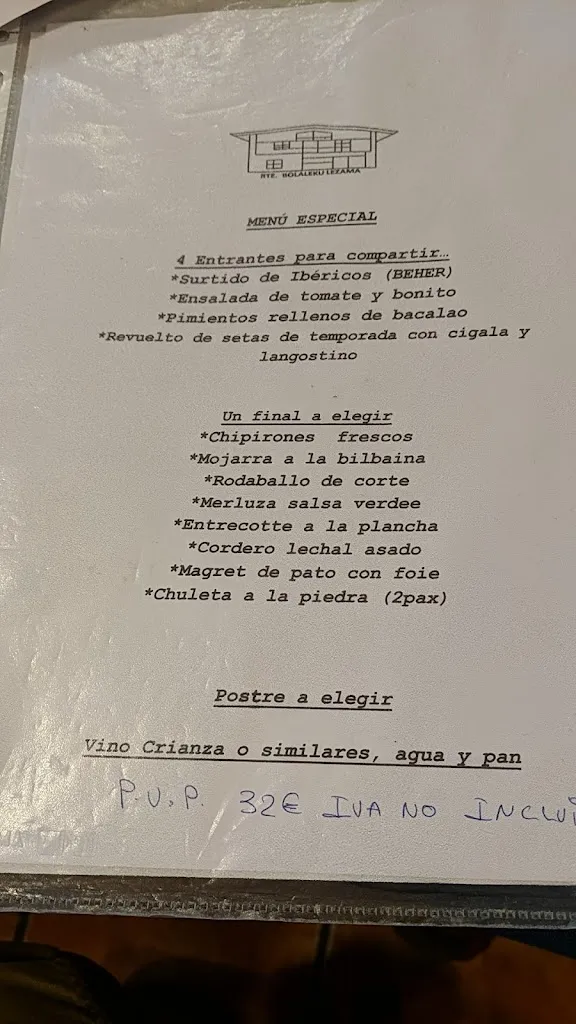 RTE. BOLALEKU LEZAMA
MENÚ ESPECIAL
4 Entrantes para compartir…
*Surtido de Ibéricos (BEHER)
*Ensalada de tomate y bonito
*Pimientos rellenos de bacalao
*Revuelto de setas de temporada con cigala y
langostino
Un final a elegir
*Chipirones frescos
*Mojarra a la bilbaina
*Rodaballo de corte
*Merluza salsa verdee
*Entrecotte a la plancha
*Cordero lechal asado
*Magret de pato con foie
*Chuleta a la piedra (2pax)
Postre a elegir
Vino Crianza o similares, agua y pan
P.V.P. 32€ IVA NO INCLUI